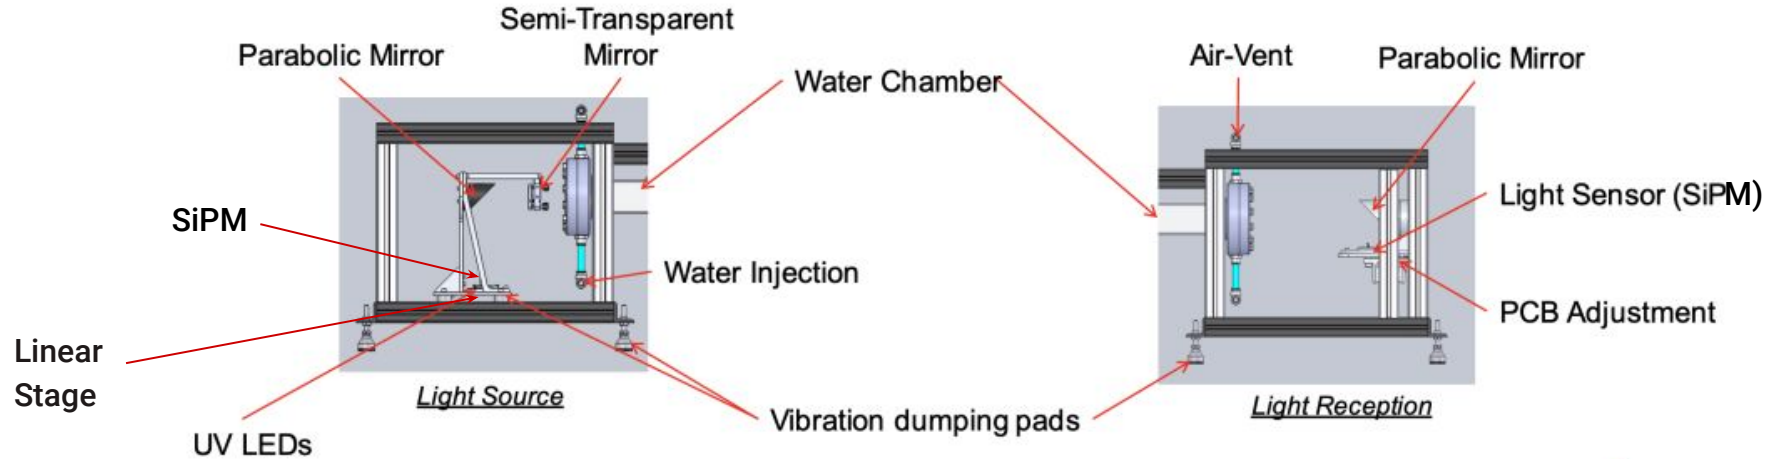 Semi-Transparent
Mirror
Parabolic Mirror
Water Chamber
SiPM
Water Injection
Linear
Stage
UV LEDs
Light Source
Vibration dumping pads
Air-Vent
Parabolic Mirror
Light Sensor (SiPM)
PCB Adjustment
Light Reception